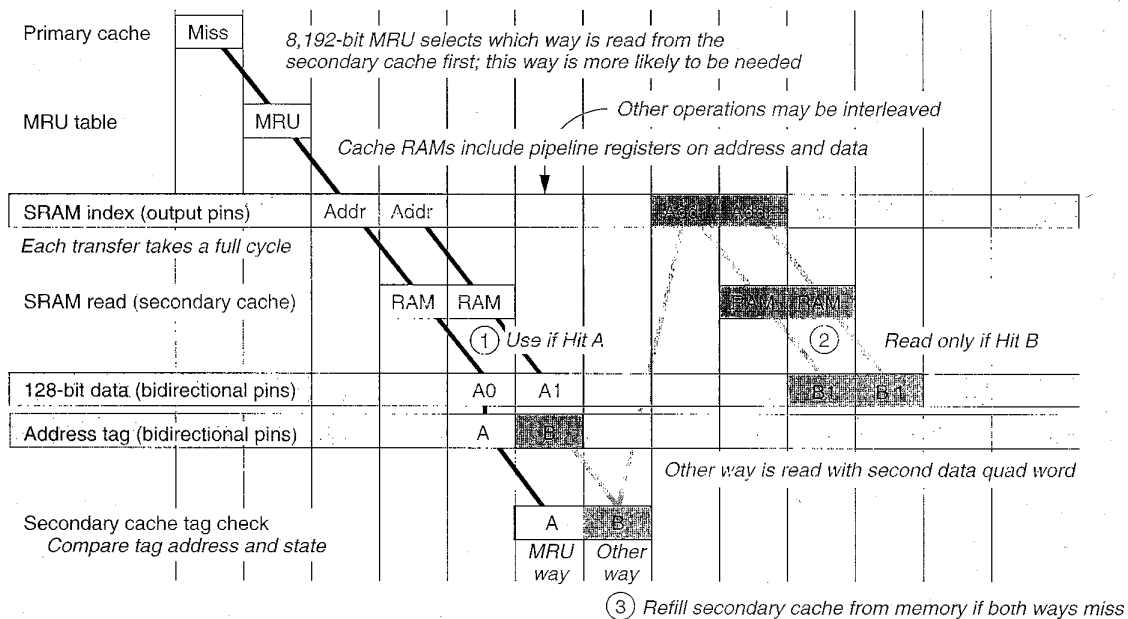 Primary cache
Miss
8,192-bit MRU selects which way is read from the
secondary cache first; this way is more likely to be needed
Other operations may be interleaved
MRU table
MRU
Cache RAMs include pipeline registers on address and data
SRAM index (output pins)
Addr
Addr
Addr
Addr
Each transfer takes a full cycle
SRAM read (secondary cache)
RAM
RAM
RAM
RAM
1
Use if Hit A
2
Read only if Hit B
128-bit data (bidirectional pins)
A0
A1
B1
B1
Address tag (bidirectional pins)
A
B
Other way is read with second data quad word
Secondary cache tag check
Compare tag address and state
A
B
MRU
way
Other
way
3 Refill secondary cache from memory if both ways miss